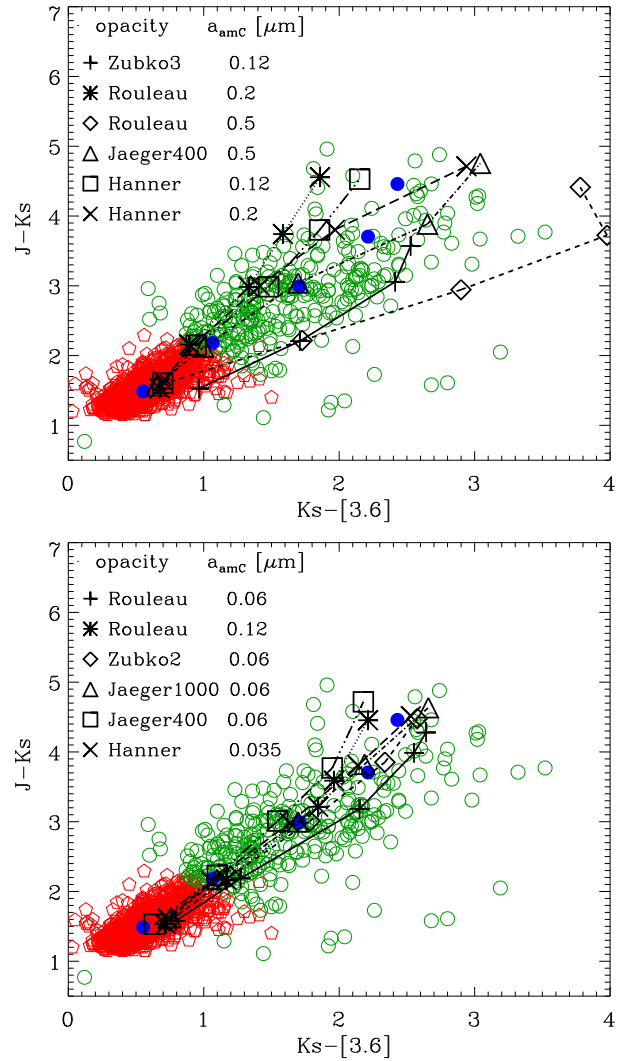 opacity a_amC [μm]
Zubko3 0.12
Rouleau 0.2
Rouleau 0.5
Jaeger400 0.5
Hanner 0.12
Hanner 0.2
7
6
5
4
3
2
1
J-Ks
0 1 2 3 4
Ks-[3.6]
opacity a_amC [μm]
Rouleau 0.06
Rouleau 0.12
Zubko2 0.06
Jaeger1000 0.06
Jaeger400 0.06
Hanner 0.035
7
6
5
4
3
2
1
J-Ks
0 1 2 3 4
Ks-[3.6]